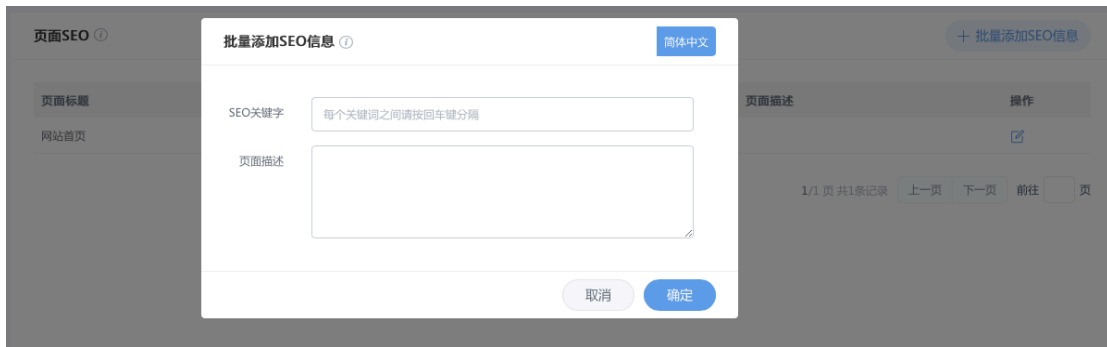 页面SEO
批量添加SEO信息
简体中文
+ 批量添加SEO信息
页面标题
页面描述
操作
网站首页
SEO关键字
每个关键词之间请按回车键分隔
页面描述
1/1 页 共1条记录 上一页 下一页 前往 页
取消 确定